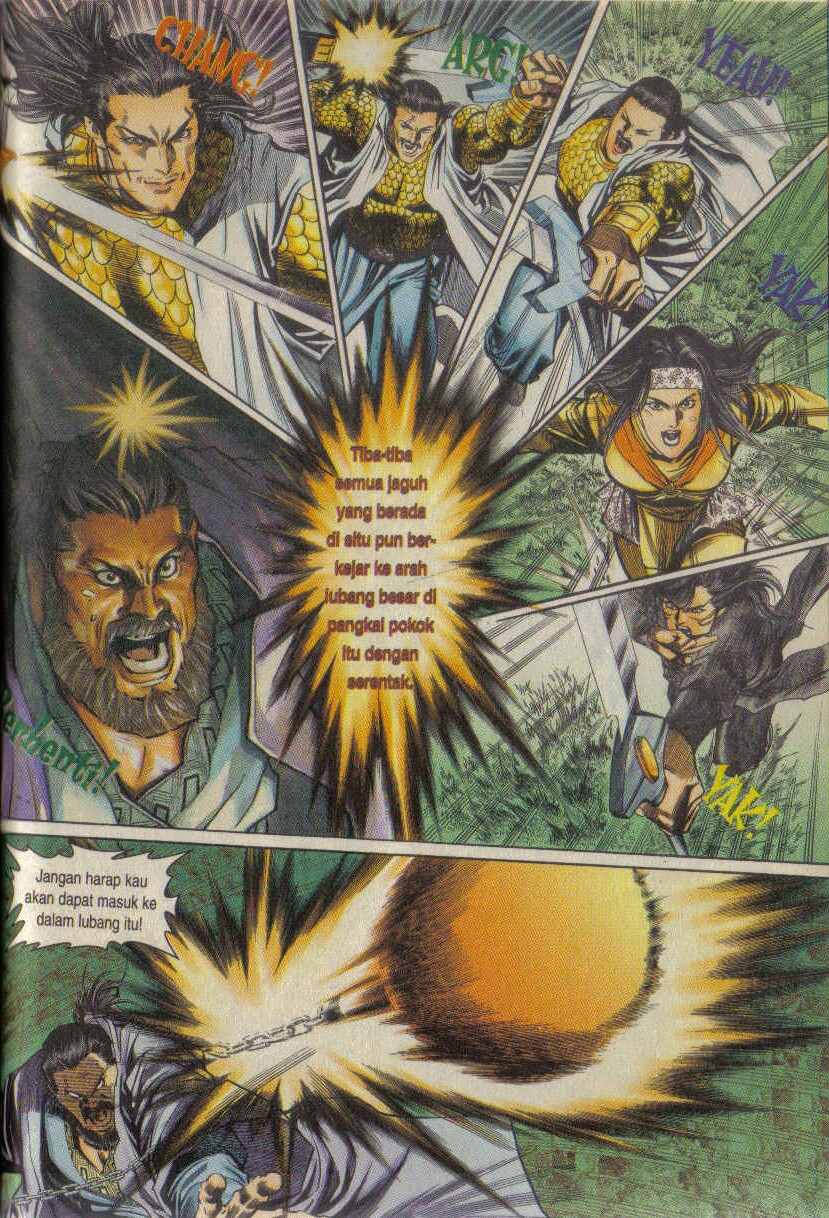 CHANG!
ARG!
YEAH!
YAK!
Tiba-tiba
semua jaguh
yang berada
di situ pun ber-
kejar ke arah
lubang besar di
pangkal pokok
itu dengan
serentak.
Berhenti!
YAK!
Jangan harap kau
akan dapat masuk ke
dalam lubang itu!